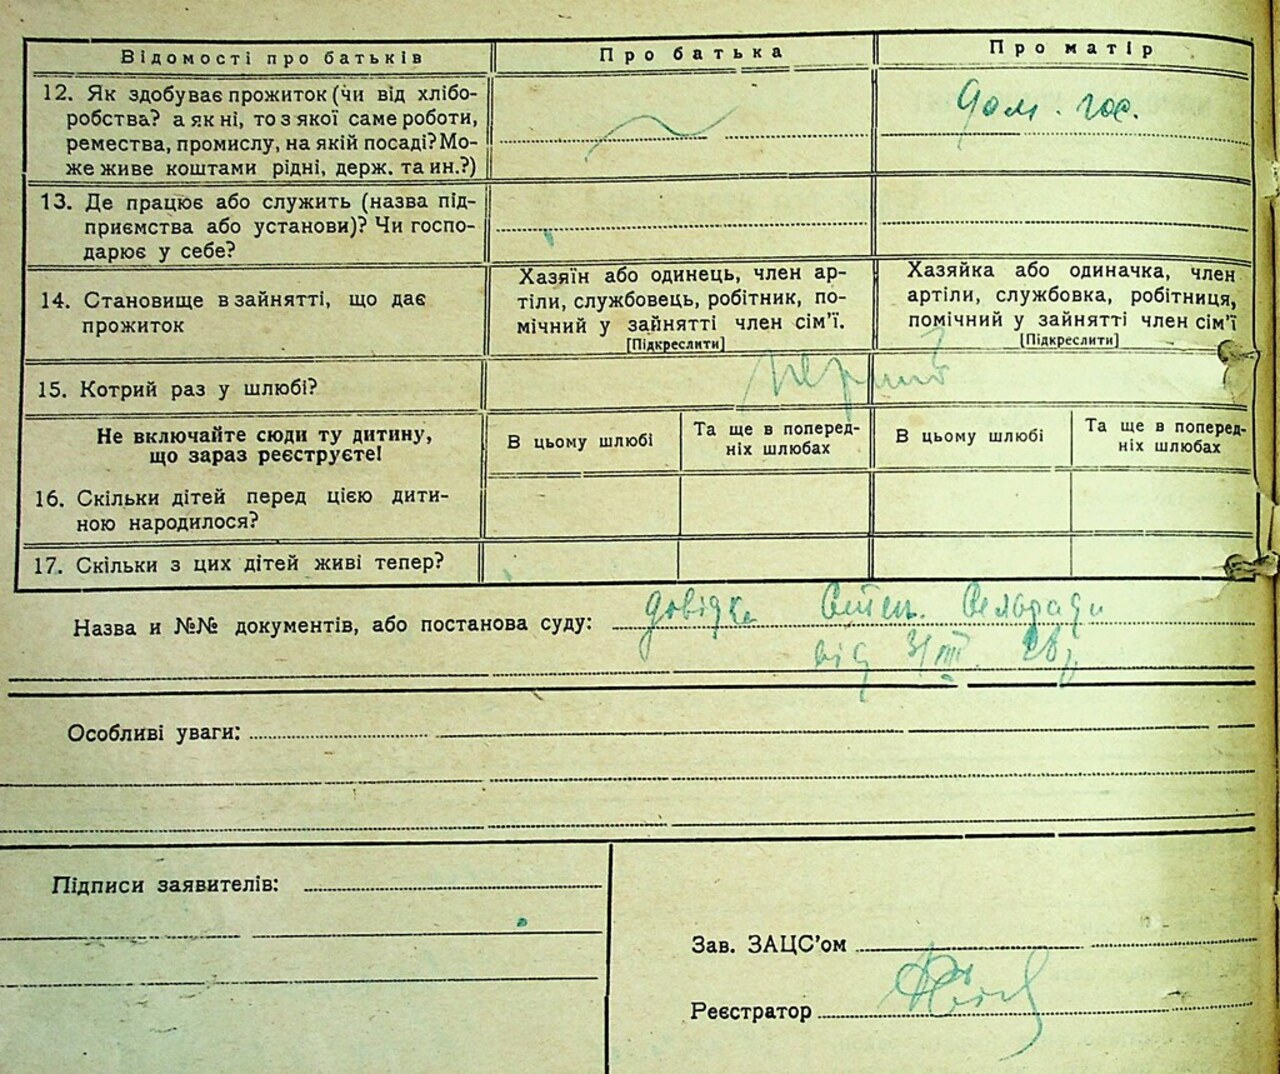 Відомості про батьків
Про батька
Про матір
12. Як здобуває прожиток (чи від хлібо-
робства? а як ні, то з якої саме роботи,
ремества, промислу, на якій посаді? Мо-
же живе коштами рідні, держ. та ин.?)
Дом. гос.
13. Де працює або служить (назва під-
приємства або установи)? Чи госпо-
дарює у себе?
14. Становище в зайнятті, що дає
прожиток
Хазяїн або одинець, член ар-
тіли, службовець, робітник, по-
мічний у зайнятті член сім'ї.
[Підкреслити]
Хазяйка або одиначка, член
артіли, службовка, робітниця,
помічний у зайнятті член сім'ї
[Підкреслити]
15. Котрий раз у шлюбі?
перший
Не включайте сюди ту дитину,
що зараз реєструєте!
В цьому шлюбі
Та ще в поперед-
ніх шлюбах
В цьому шлюбі
Та ще в поперед-
ніх шлюбах
16. Скільки дітей перед цією дити-
ною народилося?
17. Скільки з цих дітей живі тепер?
Назва и №№ документів, або постанова суду: Довідка Сельради
від 31/III 28 р
Особливі уваги:
Підписи заявителів:
Зав. ЗАЦС'ом
Реєстратор